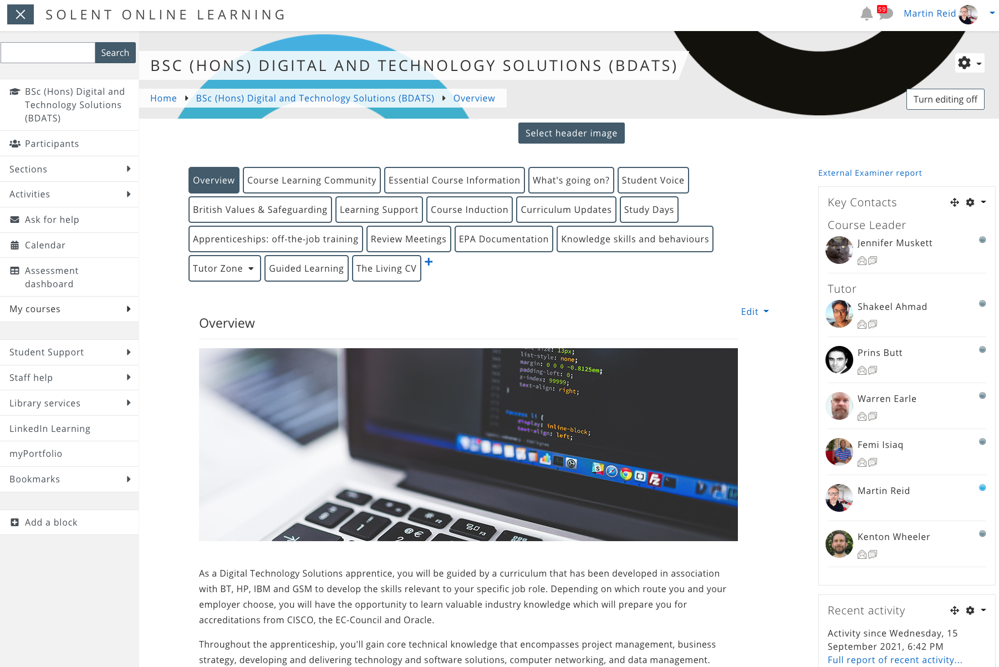 SOLENT ONLINE LEARNING
59
Martin Reid
Search
BSc (Hons) Digital and
Technology Solutions
(BDATS)
Participants
Sections
Activities
Ask for help
Calendar
Assessment
dashboard
My courses
Student Support
Staff help
Library services
LinkedIn Learning
myPortfolio
Bookmarks
Add a block
BSC (HONS) DIGITAL AND TECHNOLOGY SOLUTIONS (BDATS)
Home BSc (Hons) Digital and Technology Solutions (BDATS) Overview
Turn editing off
Select header image
Overview Course Learning Community Essential Course Information What's going on? Student Voice
British Values & Safeguarding Learning Support Course Induction Curriculum Updates Study Days
Apprenticeships: off-the-job training Review Meetings EPA Documentation Knowledge skills and behaviours
Tutor Zone Guided Learning The Living CV
Edit
Overview
font-size: 13px;
list-style: none;
margin: 0 0 0 -0.8125em;
padding-left: 0;
z-index: 99999;
text-align: right;
}
display: inline-block;
text-align: left;
As a Digital Technology Solutions apprentice, you will be guided by a curriculum that has been developed in association
with BT, HP, IBM and GSM to develop the skills relevant to your specific job role. Depending on which route you and your
employer choose, you will have the opportunity to learn valuable industry knowledge which will prepare you for
accreditations from CISCO, the EC-Council and Oracle.
Throughout the apprenticeship, you'll gain core technical knowledge that encompasses project management, business
strategy, developing and delivering technology and software solutions, computer networking, and data management.
External Examiner report
Key Contacts
Course Leader
Jennifer Muskett
Tutor
Shakeel Ahmad
Prins Butt
Warren Earle
Femi Isiaq
Martin Reid
Kenton Wheeler
Recent activity
Activity since Wednesday, 15
September 2021, 6:42 PM
Full report of recent activity...